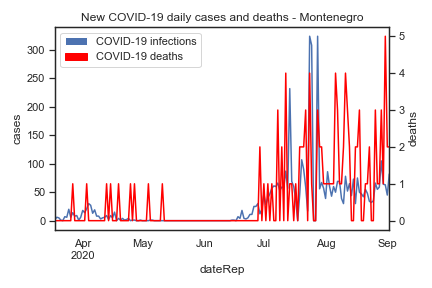 New COVID-19 daily cases and deaths - Montenegro
COVID-19 infections
COVID-19 deaths
cases
300
250
200
150
100
50
0
deaths
5
4
3
2
1
0
Apr
2020
May
Jun
Jul
Aug
Sep
dateRep